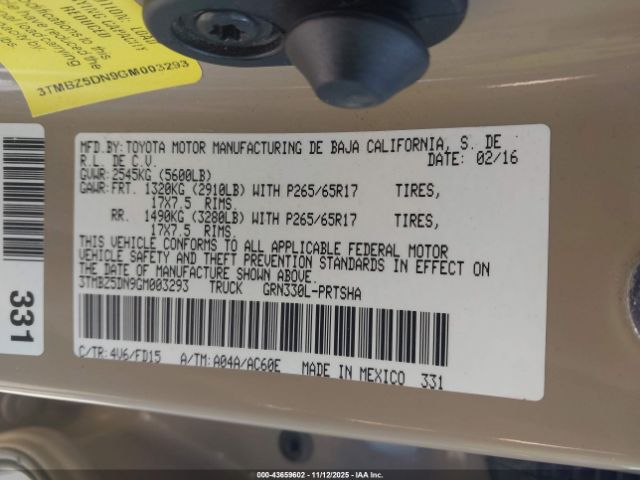 CARRYING CAPACITY
REDUCED
3TMBZ5DN9GM003293
331
MFD.BY:TOYOTA MOTOR MANUFACTURING DE BAJA CALIFORNIA, S. DE
R.L. DE C.V. DATE: 02/16
GVWR:2545KG (5600LB)
GAWR:FRT. 1320KG (2910LB) WITH P265/65R17 TIRES,
17X7.5 RIMS.
RR. 1490KG (3280LB) WITH P265/65R17 TIRES,
17X7.5 RIMS.
THIS VEHICLE CONFORMS TO ALL APPLICABLE FEDERAL MOTOR
VEHICLE SAFETY AND THEFT PREVENTION STANDARDS IN EFFECT ON
THE DATE OF MANUFACTURE SHOWN ABOVE.
3TMBZ5DN9GM003293 TRUCK GRN330L-PRTSHA
C/TR:4V6/FD15 A/TM:A04A/AC60E MADE IN MEXICO 331
00-43659602 - 11/12/2025 - IAA Inc.